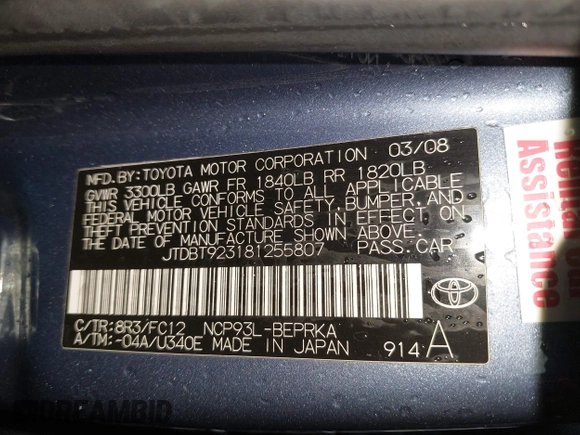 MFD. BY: TOYOTA MOTOR CORPORATION 03/08
GVWR 3300LB GAWR FR 1840LB RR 1820LB
THIS VEHICLE CONFORMS TO ALL APPLICABLE
FEDERAL MOTOR VEHICLE SAFETY, BUMPER, AND
THEFT PREVENTION STANDARDS IN EFFECT ON
THE DATE OF MANUFACTURE SHOWN ABOVE.
JTDBT923181255807 PASS. CAR
C/TR: 8R3/FC12 NCP93L-BEPRKA
A/TM: -04A/U340E MADE IN JAPAN 914 A
Assistance
DREAMBID